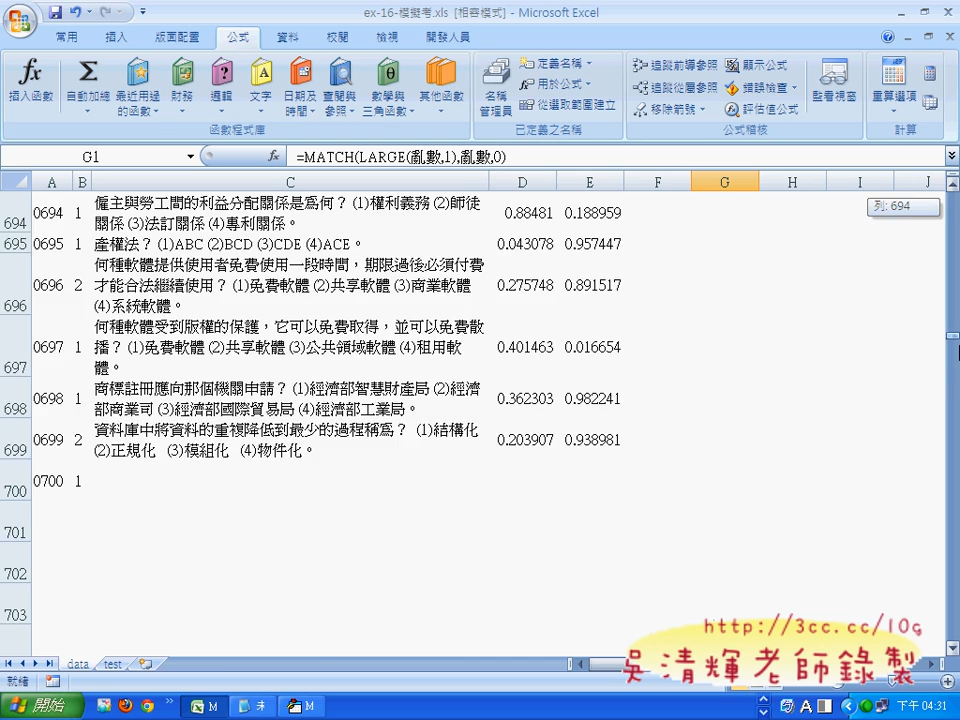 ex-16-模擬考.xls [相容模式] - Microsoft Excel
常用 插入 版面配置 公式 資料 校閱 檢視 開發人員
插入函數 自動加總 最近用過的函數 財務 邏輯 文字 日期及時間 查閱與參照 數學與三角函數 其他函數
函數程式庫
名稱管理員 定義名稱 用於公式 從選取範圍建立
已定義之名稱
追蹤前導參照 追蹤從屬參照 移除箭號 顯示公式 錯誤檢查 評估值公式 監看視窗
公式稽核
重算選項
計算
G1 fx =MATCH(LARGE(亂數,1),亂數,0)
A B C D E F G H I J
列: 694
694 0694 1 僱主與勞工間的利益分配關係是為何? (1)權利義務 (2)師徒
關係 (3)法訂關係 (4)專利關係。 0.88481 0.188959
695 0695 1 產權法? (1)ABC (2)BCD (3)CDE (4)ACE。 0.043078 0.957447
何種軟體提供使用者免費使用一段時間,期限過後必須付費
696 0696 2 才能合法繼續使用? (1)免費軟體 (2)共享軟體 (3)商業軟體 0.275748 0.891517
(4)系統軟體。
何種軟體受到版權的保護,它可以免費取得,並可以免費散
697 0697 1 播? (1)免費軟體 (2)共享軟體 (3)公共領域軟體 (4)租用軟 0.401463 0.016654
體。
698 0698 1 商標註冊應向那個機關申請? (1)經濟部智慧財產局 (2)經濟
部商業司 (3)經濟部國際貿易局 (4)經濟部工業局。 0.362303 0.982241
699 0699 2 資料庫中將資料的重複降低到最少的過程稱為? (1)結構化
(2)正規化 (3)模組化 (4)物件化。 0.203907 0.938981
700 0700 1
701
702
703
http://3cc.cc/10g
吳清輝老師錄製
data test
就緒
開始 M 未 M 下午 04:31